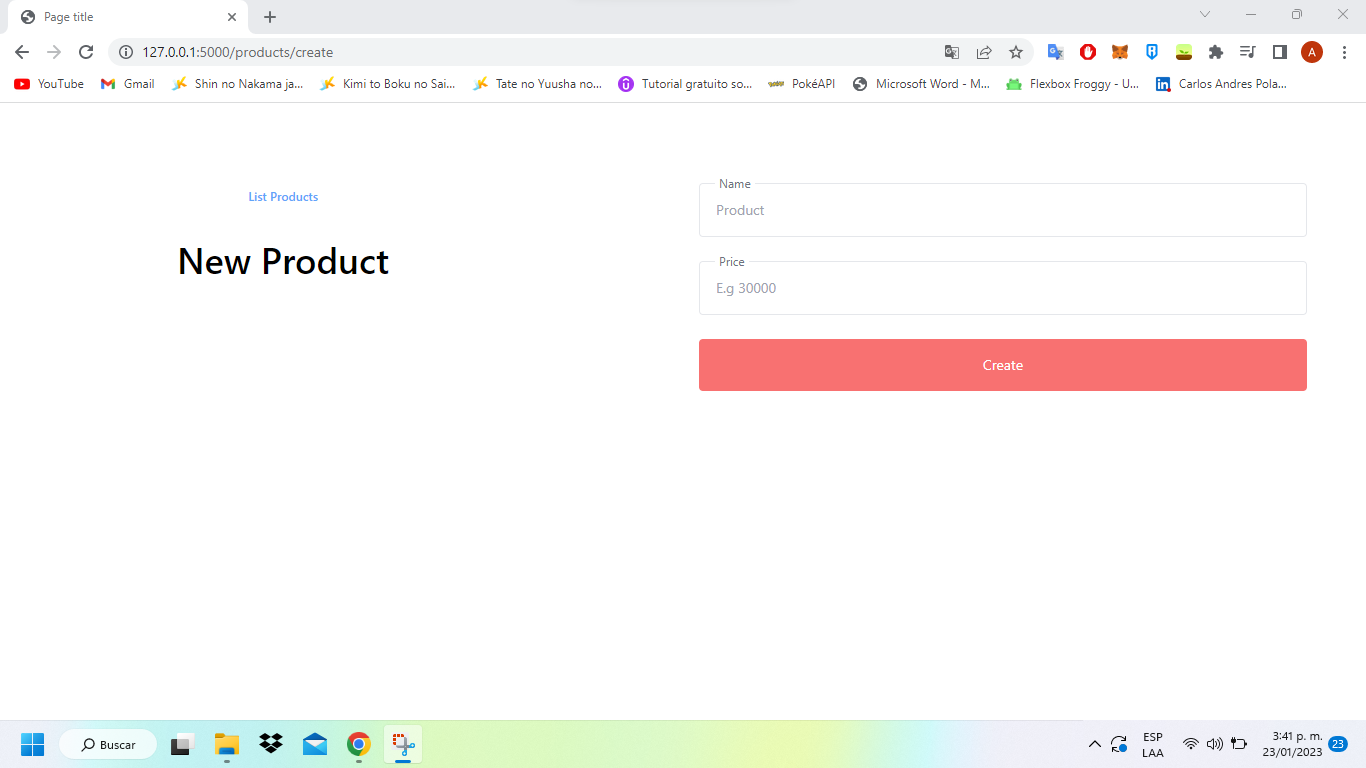 Page title
127.0.0.1:5000/products/create
A
YouTube
Gmail
Shin no Nakama ja...
Kimi to Boku no Sai...
Tate no Yuusha no...
Tutorial gratuito so...
PokéAPI
Microsoft Word - M...
Flexbox Froggy - U...
Carlos Andres Pola...
List Products
New Product
Name
Product
Price
E.g 30000
Create
Buscar
ESP
LAA
3:41 p. m.
23/01/2023
23